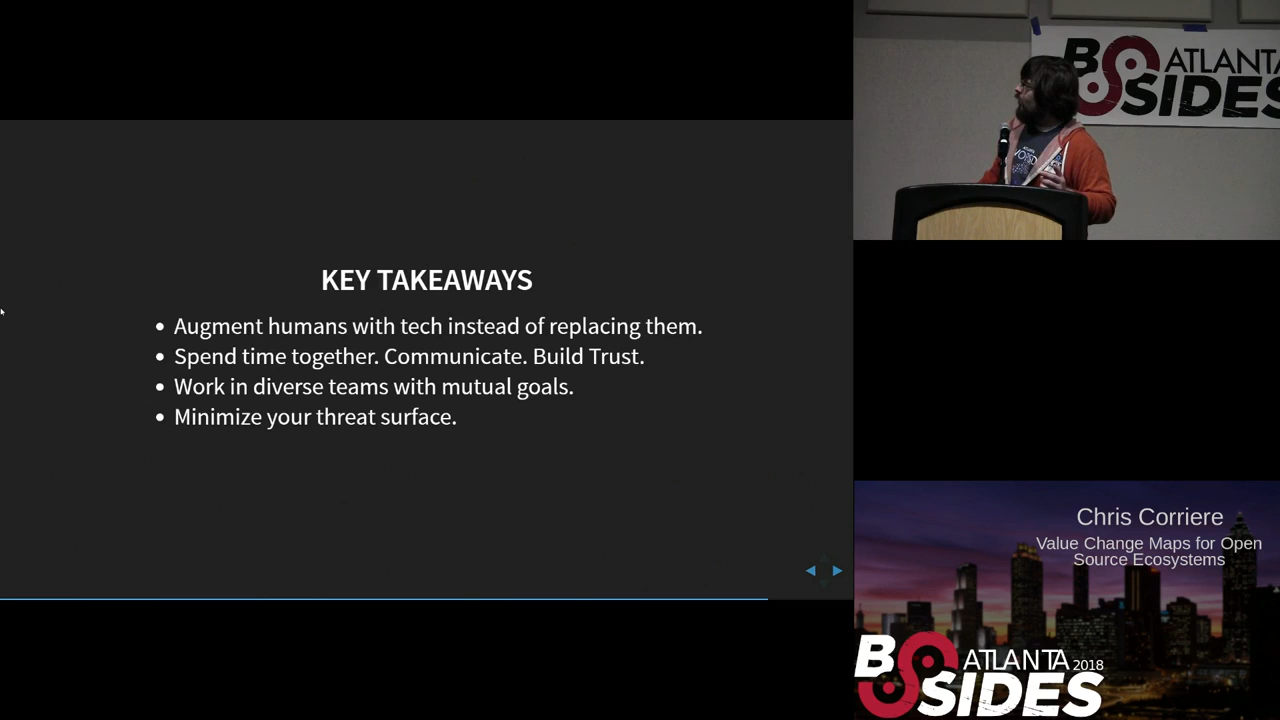 KEY TAKEAWAYS
Augment humans with tech instead of replacing them.
Spend time together. Communicate. Build Trust.
Work in diverse teams with mutual goals.
Minimize your threat surface.
B SIDES ATLANTA
Chris Corriere
Value Change Maps for Open
Source Ecosystems
B SIDES ATLANTA 2018